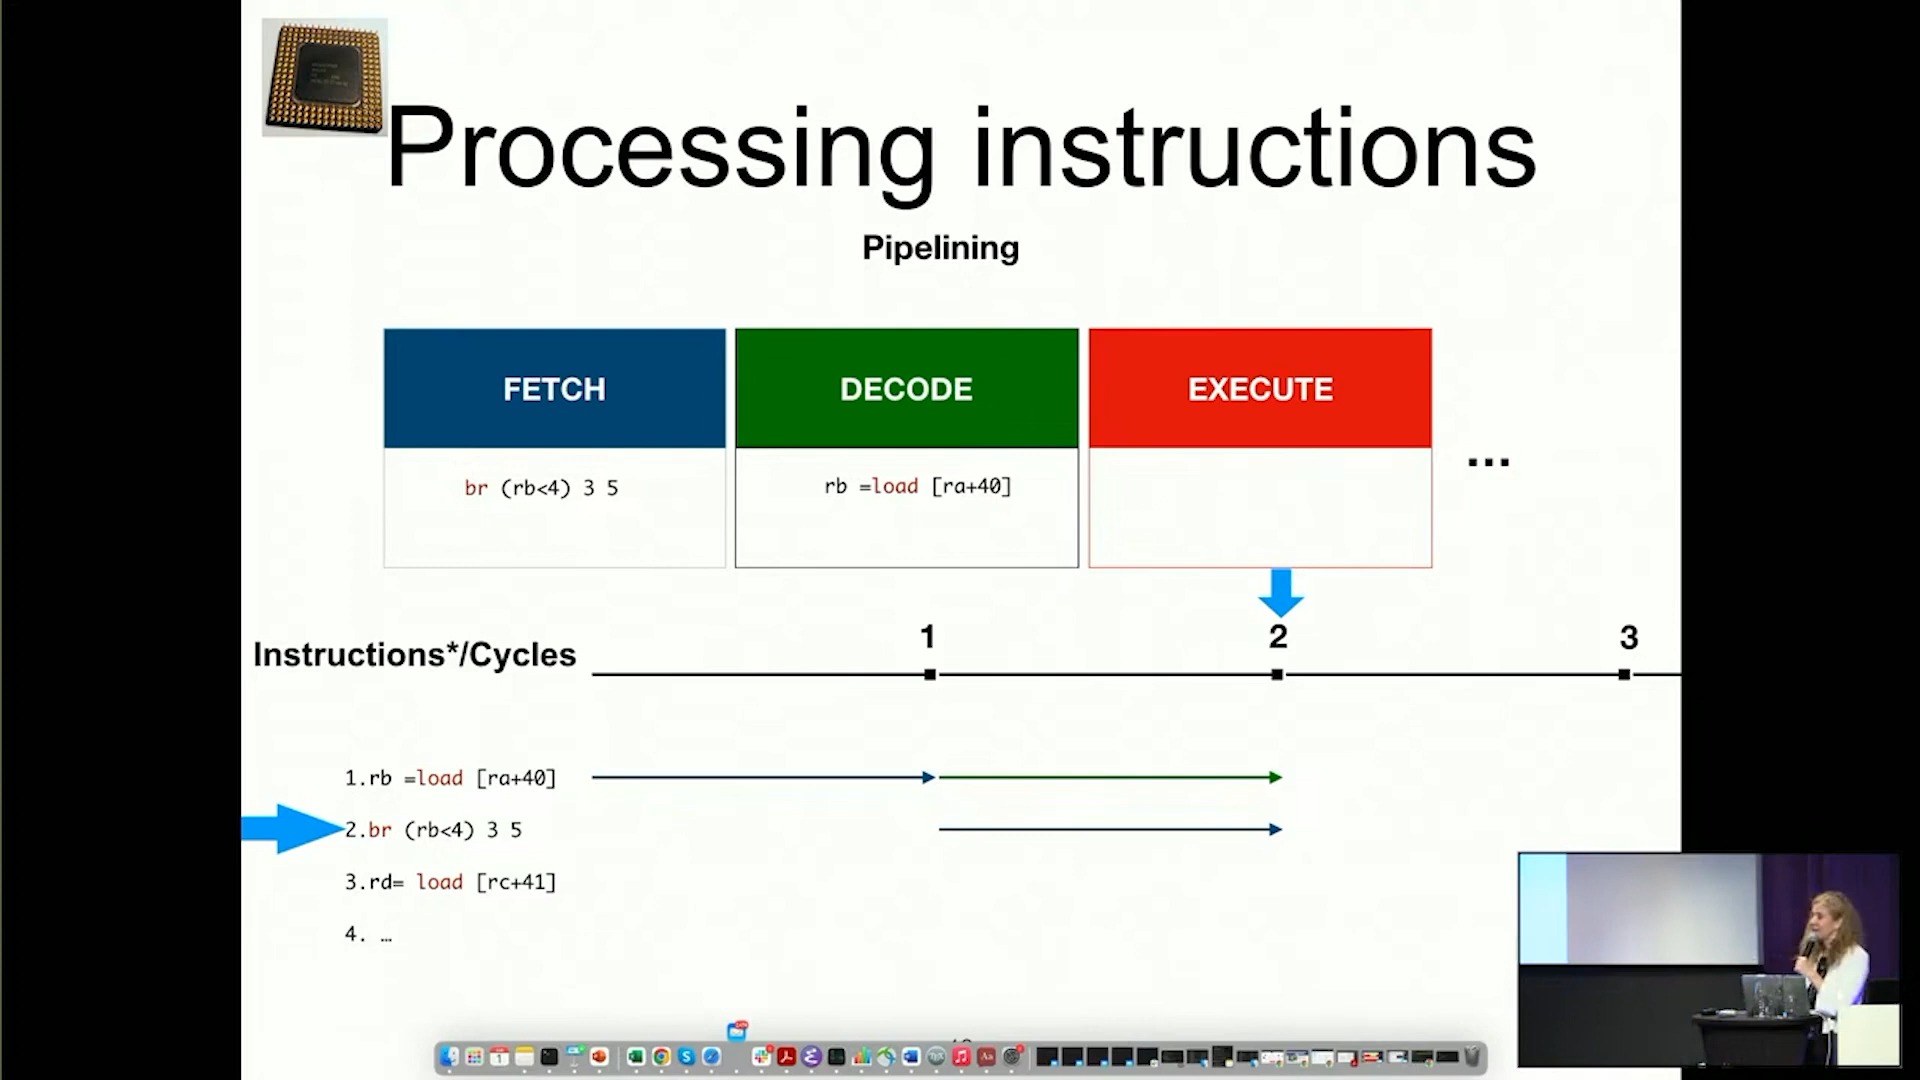 Processing instructions
Pipelining
FETCH
DECODE
EXECUTE
br (rb<4) 3 5
rb =load [ra+40]
...
Instructions*/Cycles
1
2
3
1.rb =load [ra+40]
2.br (rb<4) 3 5
3.rd= load [rc+41]
4. …